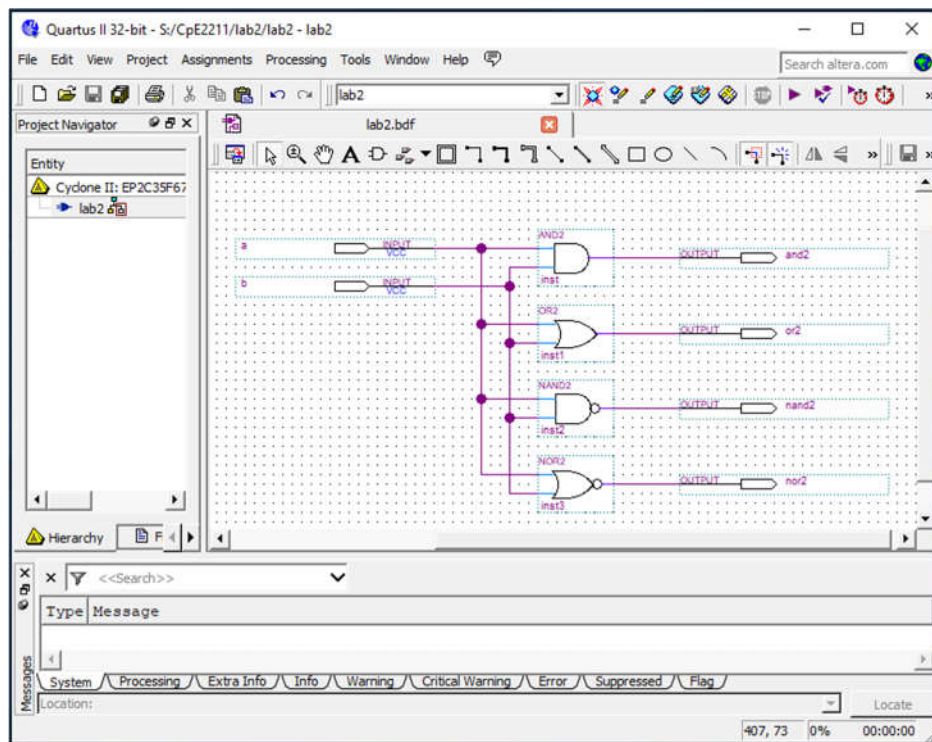 Quartus II 32-bit - S:/CpE2211/lab2/lab2 - lab2
File Edit View Project Assignments Processing Tools Window Help
Search altera.com
lab2
STOP
Project Navigator
lab2.bdf
A
Entity
Cyclone II: EP2C35F67
lab2
a INPUT
VCC
b INPUT
VCC
AND2
inst
OUTPUT and2
OR2
inst1
OUTPUT or2
NAND2
inst2
OUTPUT nand2
NOR2
inst3
OUTPUT nor2
Hierarchy F
<<Search>>
Type Message
Messages
System Processing Extra Info Info Warning Critical Warning Error Suppressed Flag
Location: Locate
407, 73 0% 00:00:00